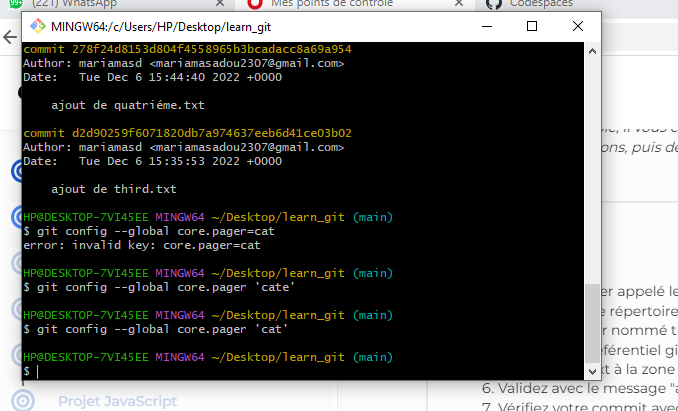 (221) WhatsApp
Mes points de controle
Codespaces
MINGW64:/c/Users/HP/Desktop/learn_git
commit 278f24d8153d804f4558965b3bcadacc8a69a954
Author: mariamasd <mariamasadou2307@gmail.com>
Date:   Tue Dec 6 15:44:40 2022 +0000
ajout de quatriéme.txt
commit d2d90259f6071820db7a974637eeb6d41ce03b02
Author: mariamasd <mariamasadou2307@gmail.com>
Date:   Tue Dec 6 15:35:53 2022 +0000
ajout de third.txt
HP@DESKTOP-7VI45EE MINGW64 ~/Desktop/learn_git (main)
$ git config --global core.pager=cat
error: invalid key: core.pager=cat
HP@DESKTOP-7VI45EE MINGW64 ~/Desktop/learn_git (main)
$ git config --global core.pager 'cate'
HP@DESKTOP-7VI45EE MINGW64 ~/Desktop/learn_git (main)
$ git config --global core.pager 'cat'
HP@DESKTOP-7VI45EE MINGW64 ~/Desktop/learn_git (main)
$
il vous
ons, puis de
er appelé le
e répertoire
r nommé t
éférentiel gi
xt à la zone
6. Validez avec le message "a
7. Vérifiez votre commit avec
Projet JavaScript